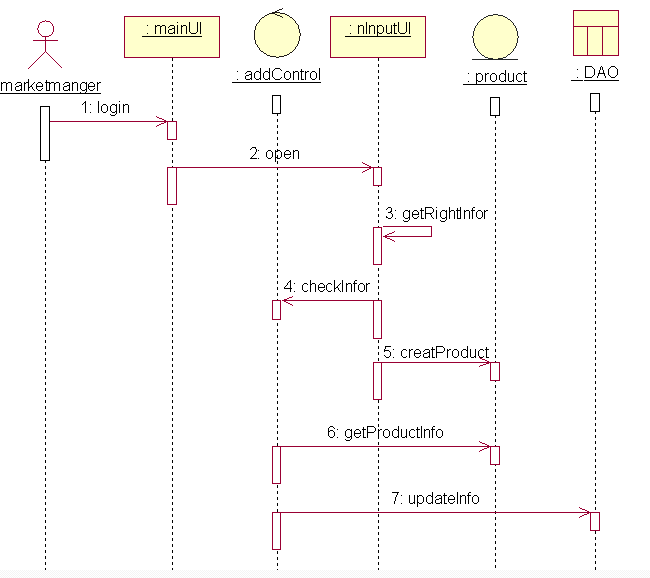 : mainUI
: nInputUI
marketmanger
: addControl
: product
: DAO
1: login
2: open
3: getRightInfor
4: checkInfor
5: creatProduct
6: getProductInfo
7: updateInfo